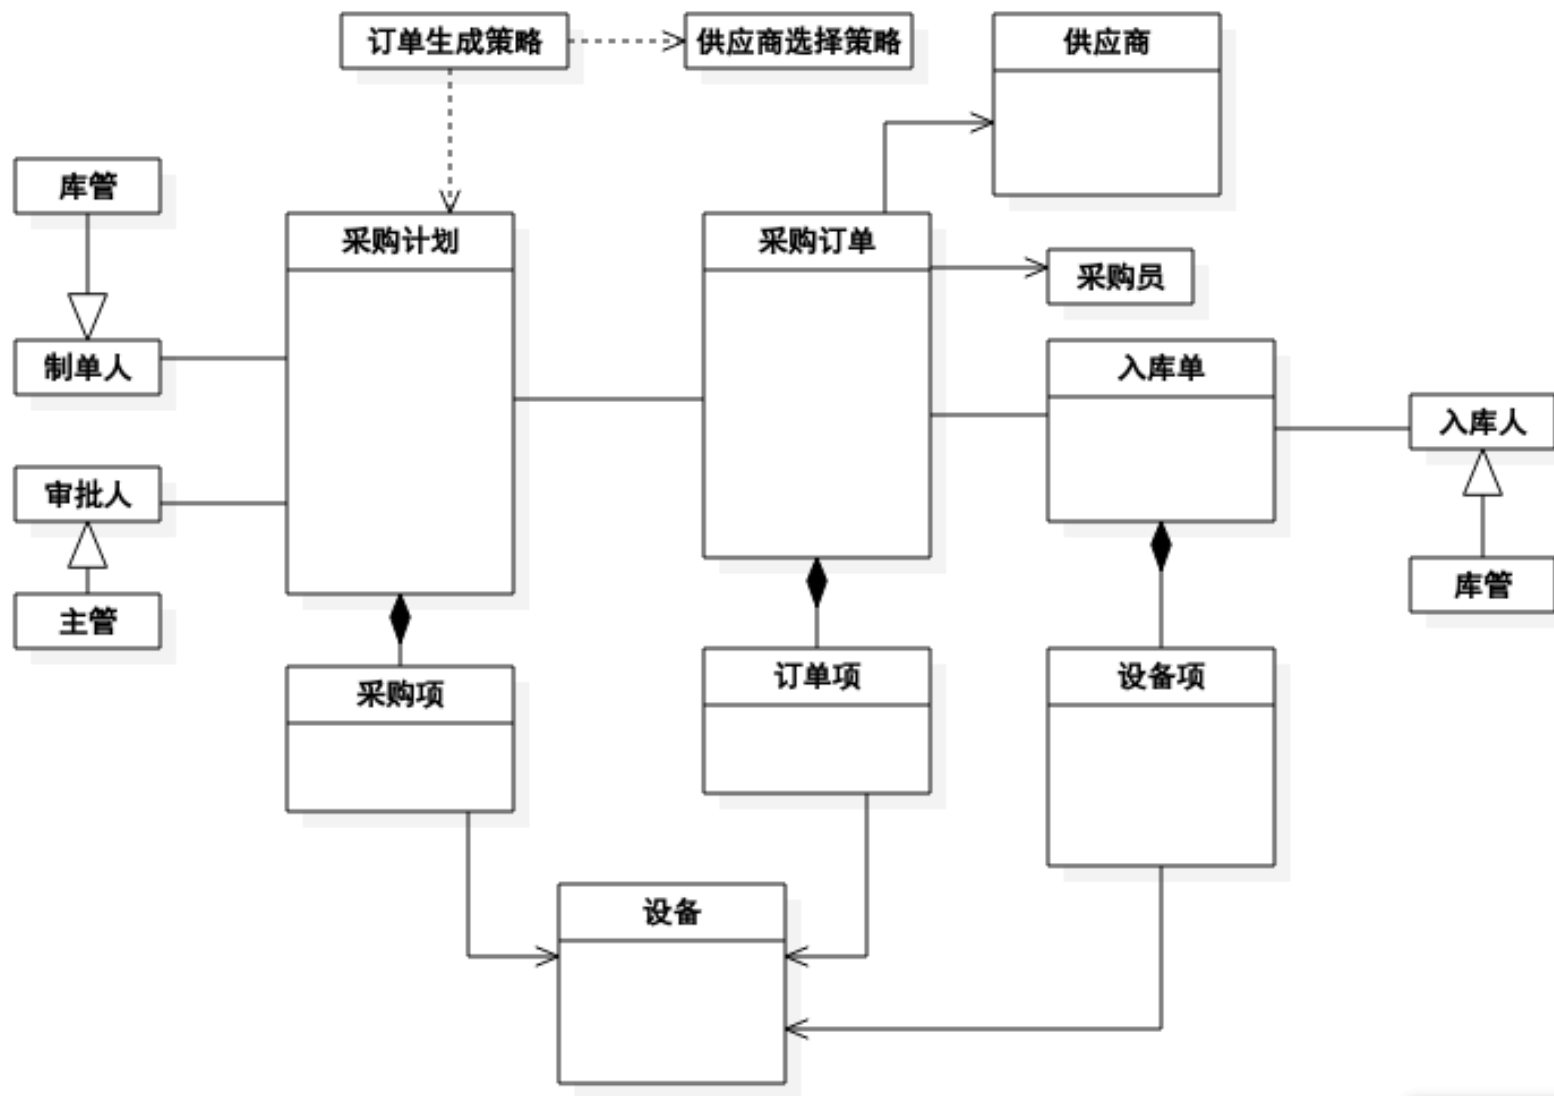 订单生成策略
供应商选择策略
供应商
库管
采购计划
采购订单
采购员
制单人
入库单
入库人
审批人
库管
主管
采购项
订单项
设备项
设备